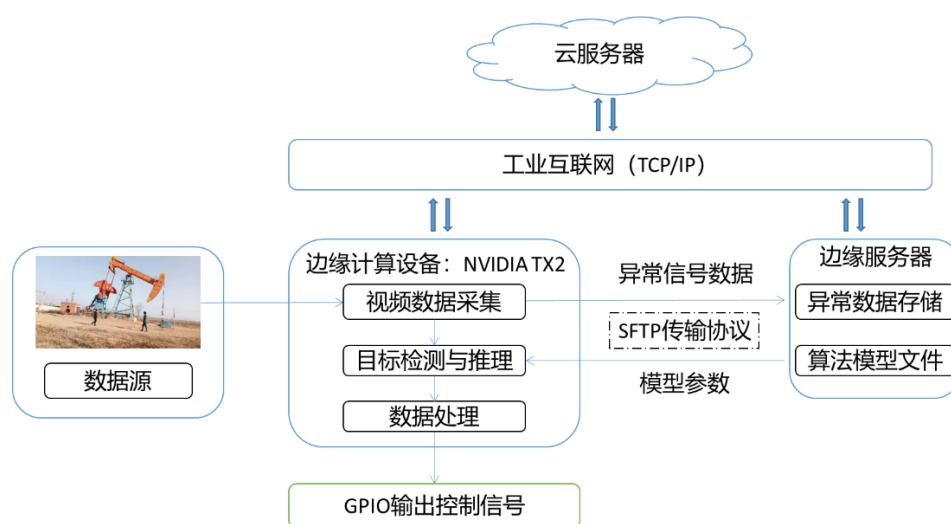 云服务器
工业互联网（TCP/IP）
边缘计算设备：NVIDIA TX2
视频数据采集
目标检测与推理
数据处理
数据源
异常信号数据
SFTP传输协议
模型参数
边缘服务器
异常数据存储
算法模型文件
GPIO输出控制信号